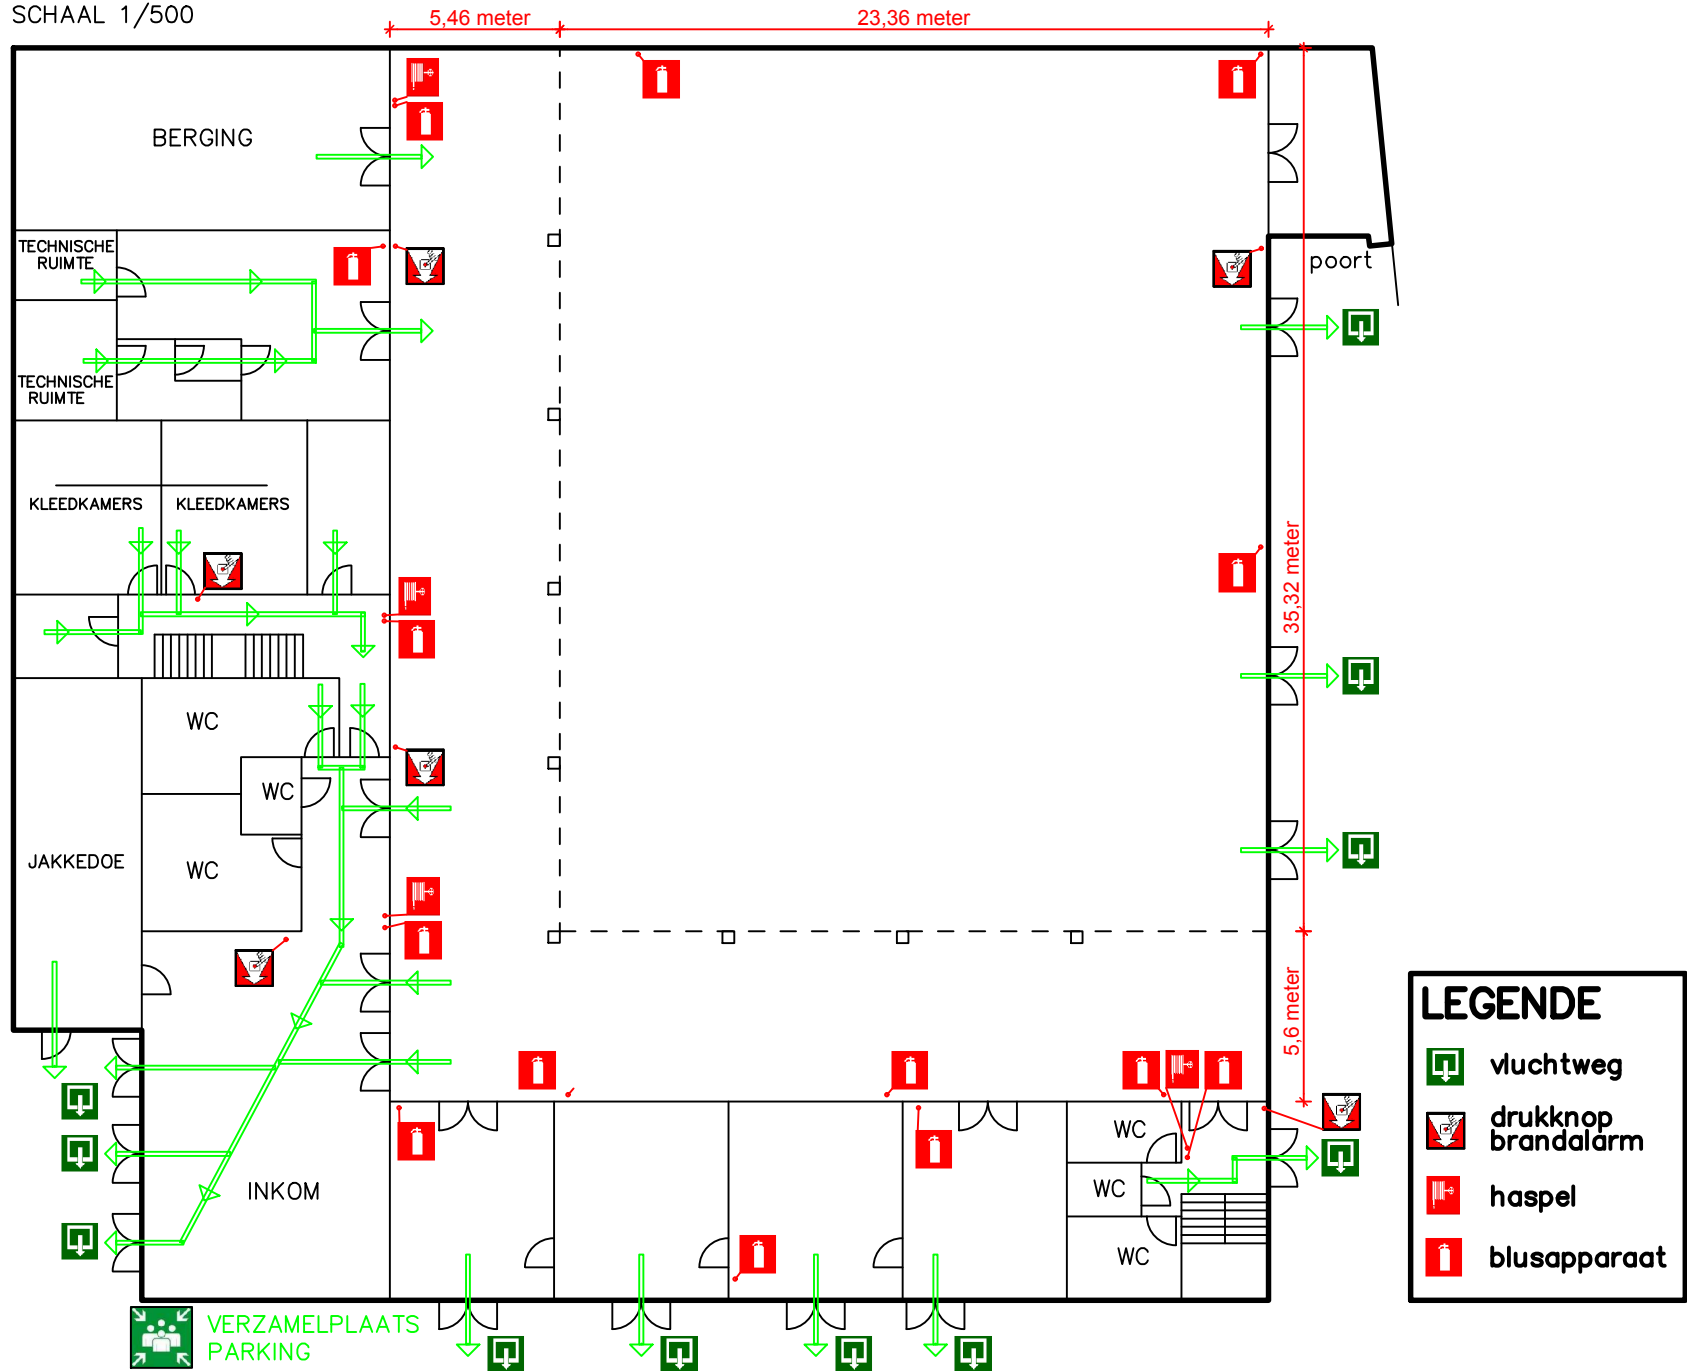 SCHAAL 1/500
5,46 meter
23,36 meter
BERGING
TECHNISCHE
RUIMTE
poort
TECHNISCHE
RUIMTE
KLEEDKAMERS
KLEEDKAMERS
35,32 meter
WC
WC
JAKKEDOE
WC
5,6 meter
LEGENDE
vluchtweg
drukknop
brandalarm
haspel
blusapparaat
WC
WC
WC
INKOM
VERZAMELPLAATS
PARKING